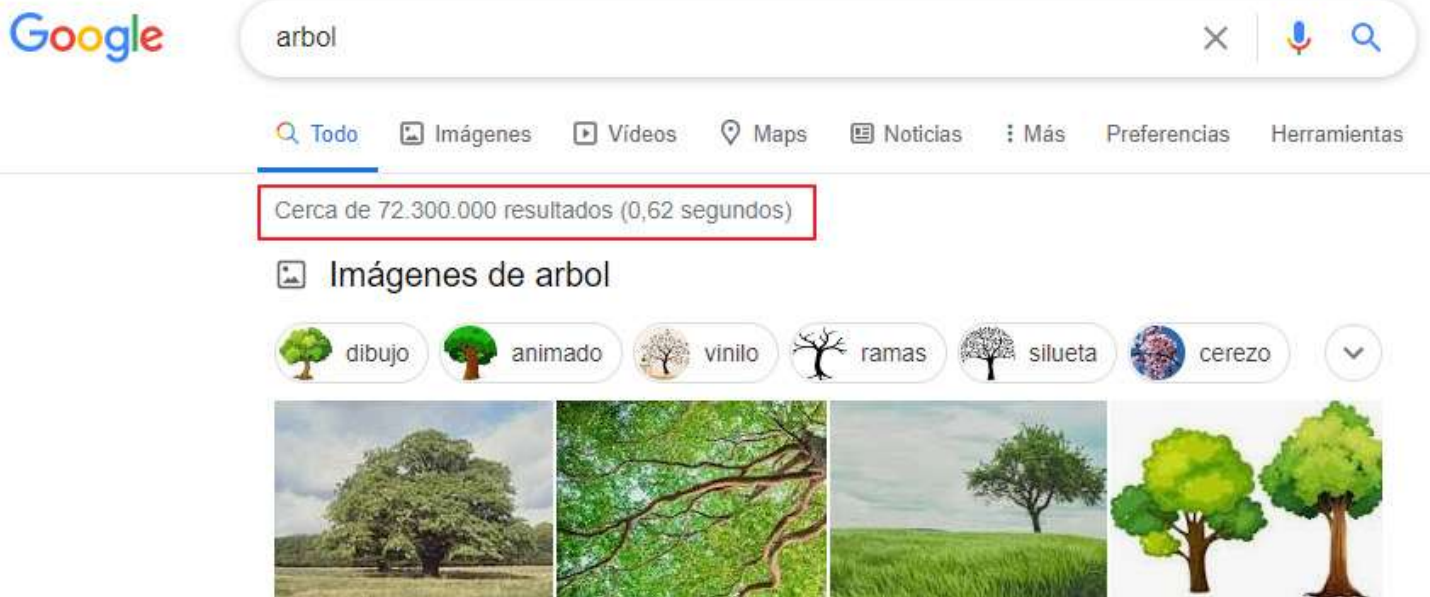 Google arbol
Todo Imágenes Vídeos Maps Noticias Más Preferencias Herramientas
Cerca de 72.300.000 resultados (0,62 segundos)
Imágenes de arbol
dibujo animado vinilo ramas silueta cerezo